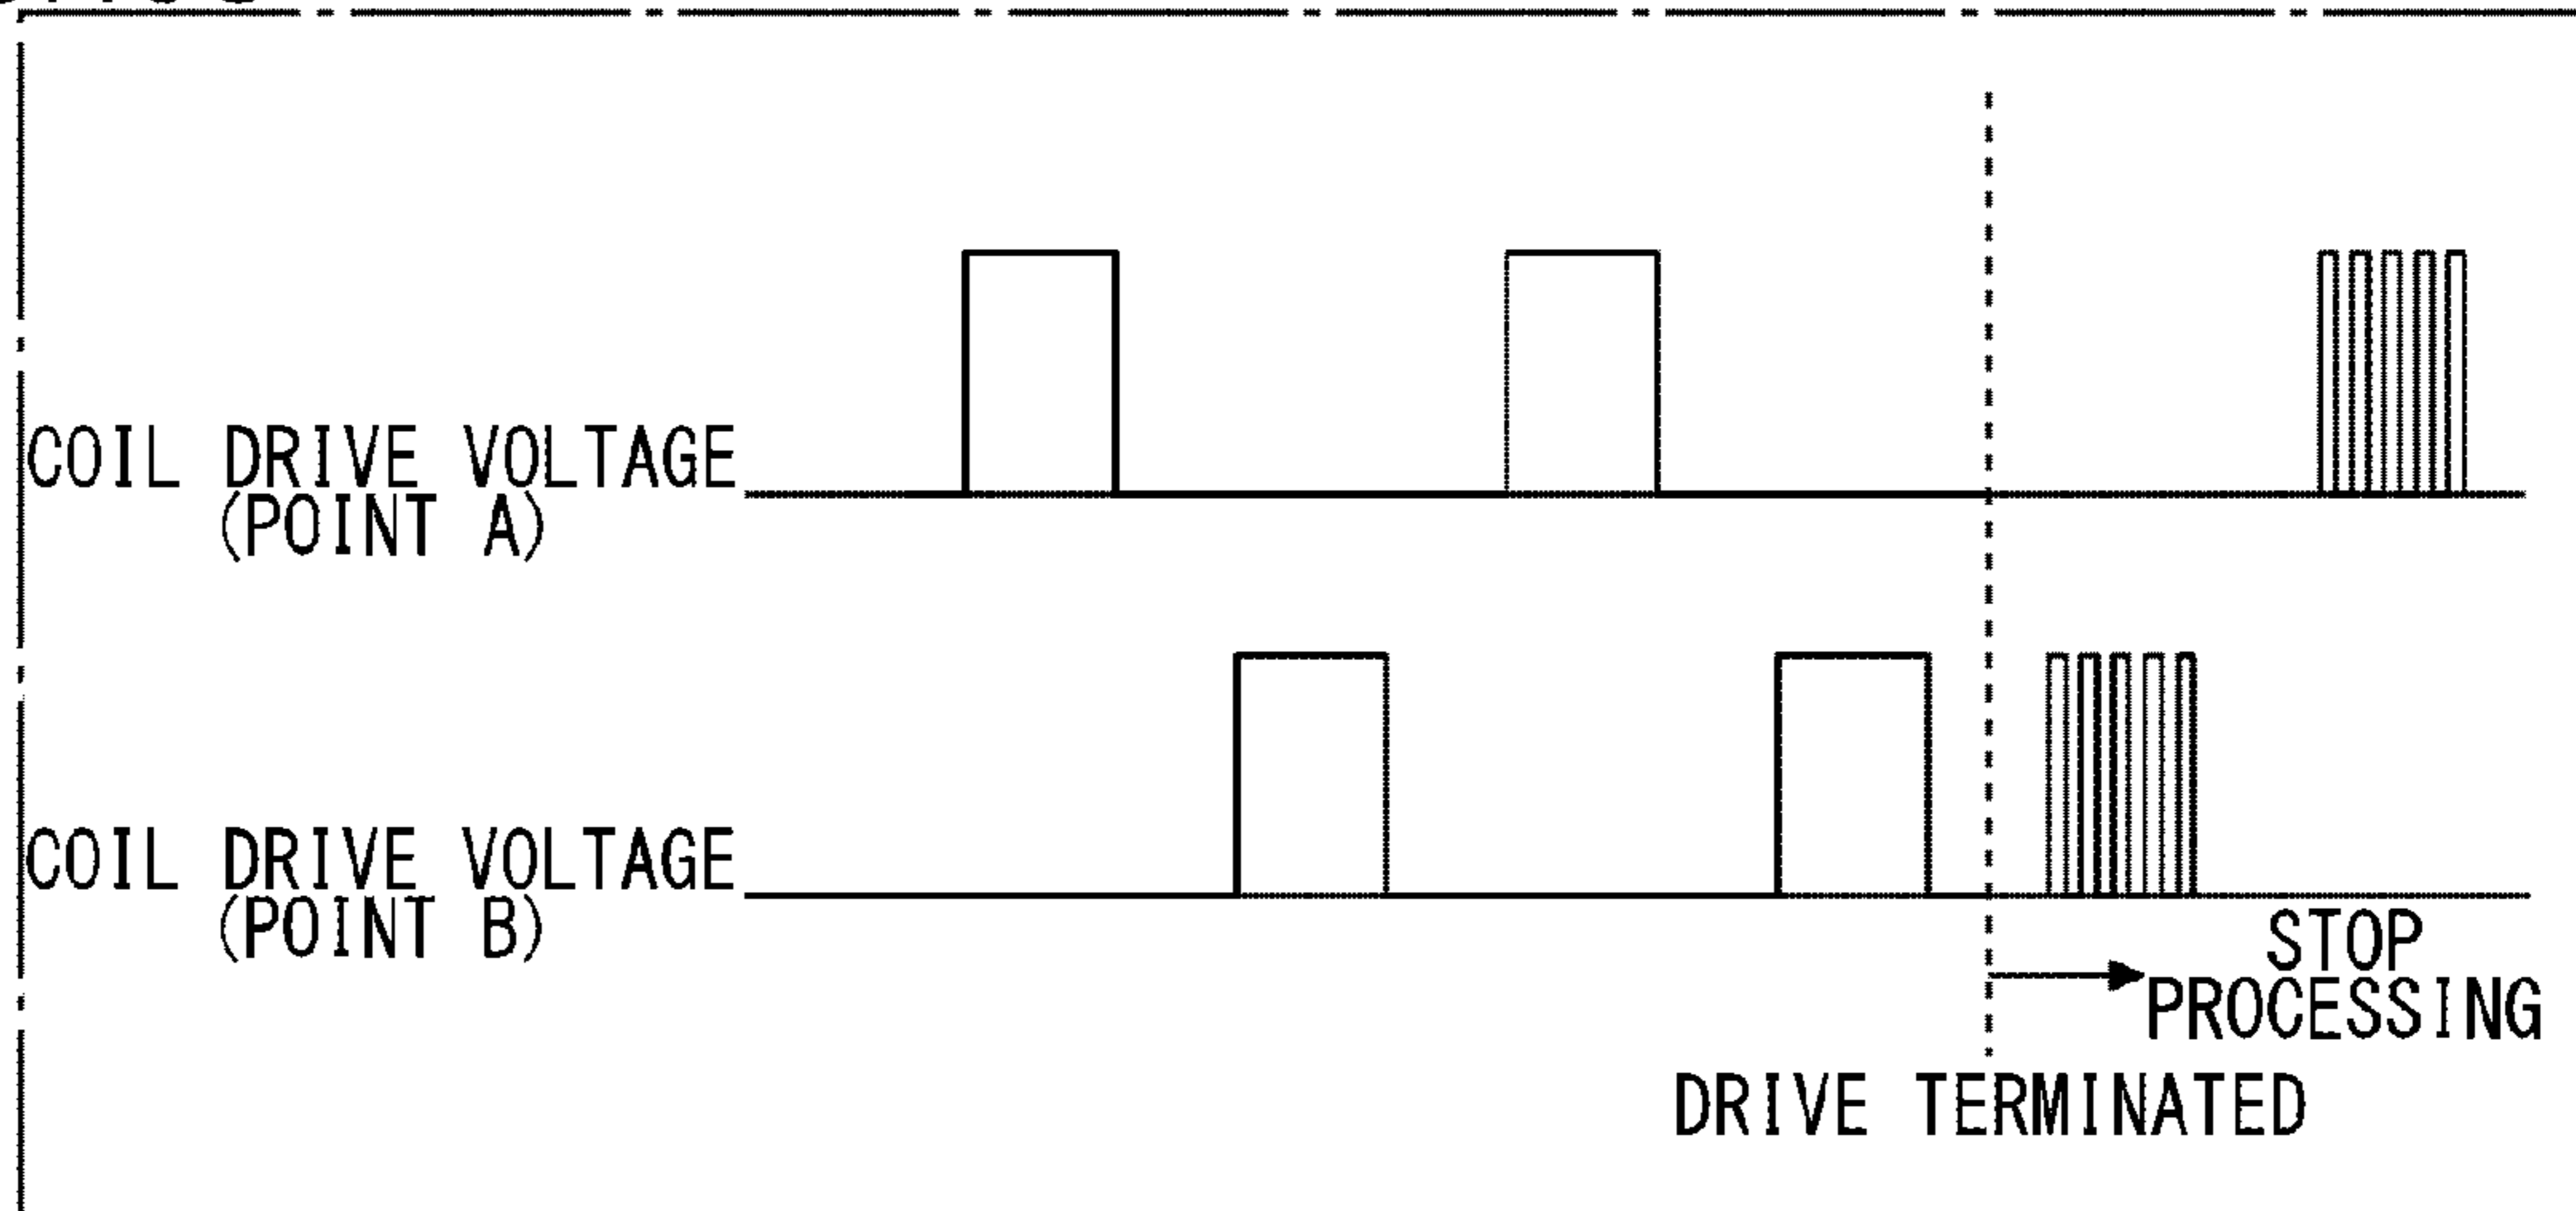 COIL DRIVE VOLTAGE
(POINT A)
COIL DRIVE VOLTAGE
(POINT B)
STOP
PROCESSING
DRIVE TERMINATED